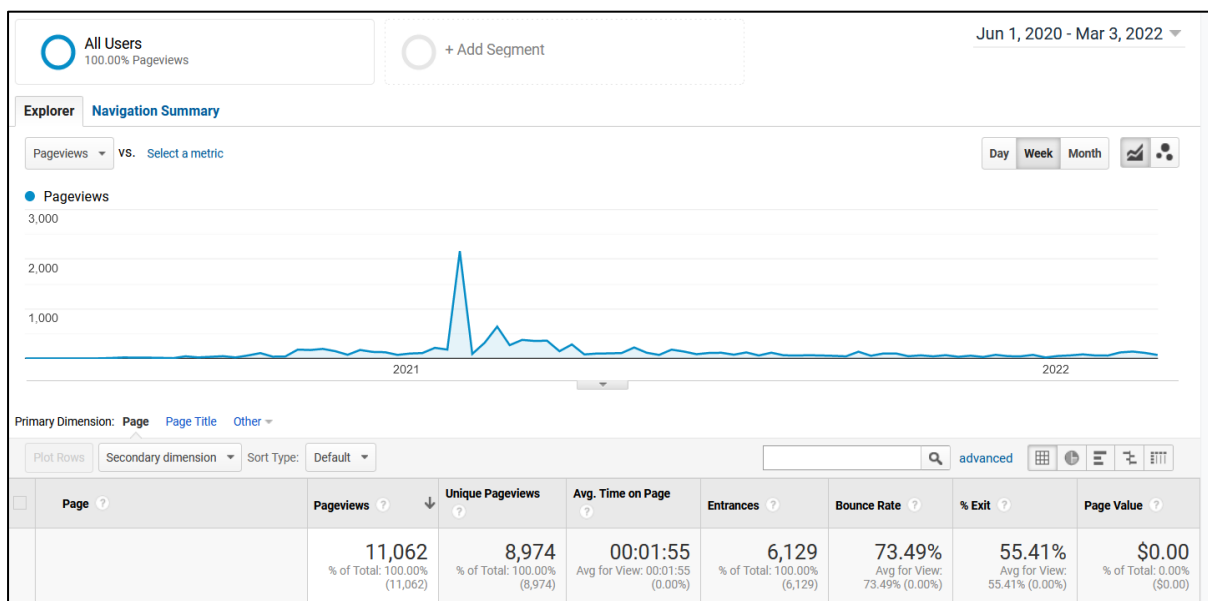 All Users
100.00% Pageviews
+ Add Segment
Jun 1, 2020 - Mar 3, 2022
Explorer Navigation Summary
Pageviews VS. Select a metric
Day Week Month
Pageviews
3,000
2,000
1,000
2021 2022
Primary Dimension: Page Page Title Other
Plot Rows Secondary dimension Sort Type: Default advanced
Page ? Pageviews ? Unique Pageviews ? Avg. Time on Page ? Entrances ? Bounce Rate ? % Exit ? Page Value ?
11,062 8,974 00:01:55 6,129 73.49% 55.41% $0.00
% of Total: 100.00% % of Total: 100.00% Avg for View: 00:01:55 % of Total: 100.00% Avg for View: Avg for View: % of Total: 0.00%
(11,062) (8,974) (0.00%) (6,129) 73.49% (0.00%) 55.41% (0.00%) ($0.00)